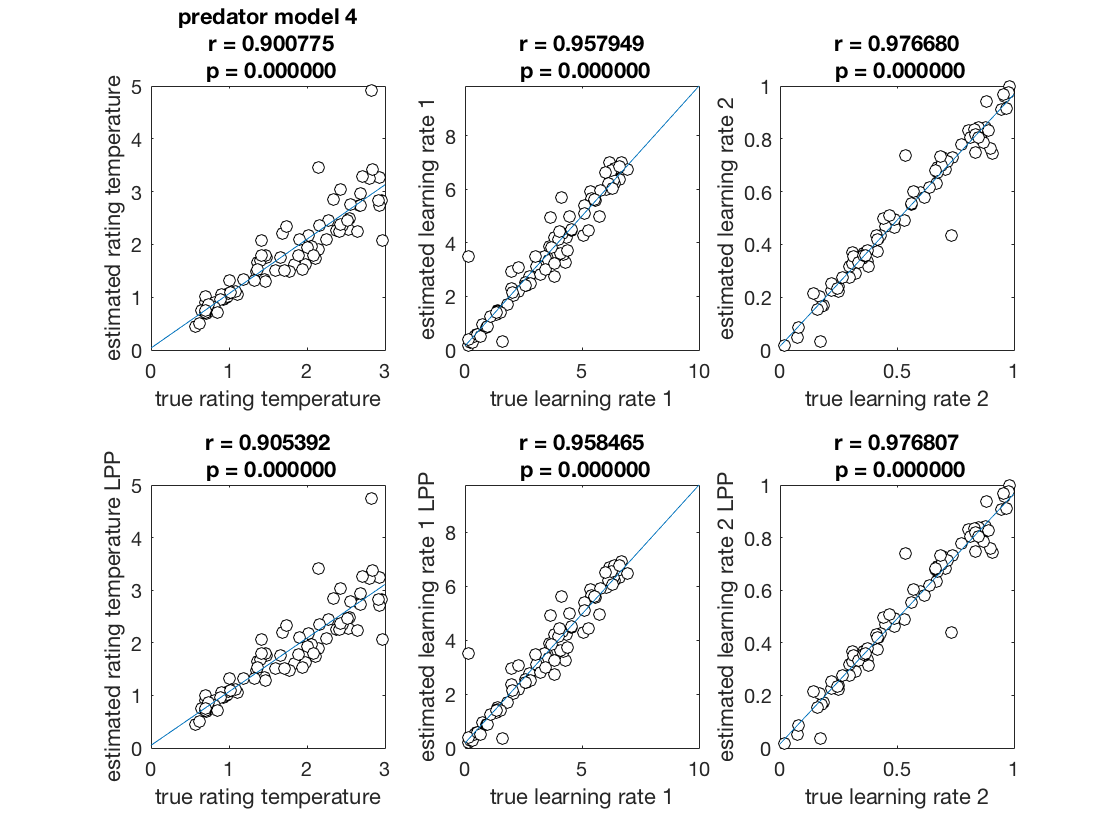 predator model 4
r = 0.900775
p = 0.000000
r = 0.957949
p = 0.000000
r = 0.976680
p = 0.000000
estimated rating temperature
5
4
3
2
1
0
0 1 2 3
true rating temperature
estimated learning rate 1
8
6
4
2
0
0 5 10
true learning rate 1
estimated learning rate 2
1
0.8
0.6
0.4
0.2
0
0 0.5 1
true learning rate 2
r = 0.905392
p = 0.000000
r = 0.958465
p = 0.000000
r = 0.976807
p = 0.000000
estimated rating temperature LPP
5
4
3
2
1
0
0 1 2 3
true rating temperature
estimated learning rate 1 LPP
8
6
4
2
0
0 5 10
true learning rate 1
estimated learning rate 2 LPP
1
0.8
0.6
0.4
0.2
0
0 0.5 1
true learning rate 2